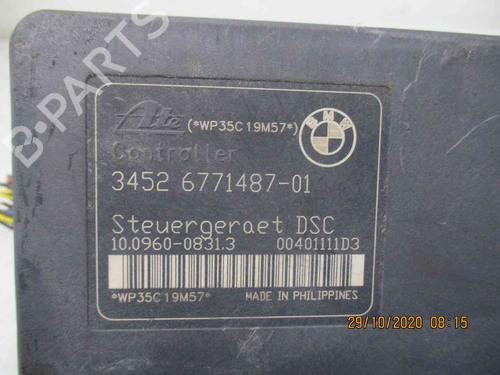 B-PARTS
Ate (*WP35C19M57*)
BMW
Controller
3452 6771487-01
Steuergeraet DSC
10.0960-0831.3 00401111D3
*WP35C19M57* MADE IN PHILIPPINES
29/10/2020 08:15